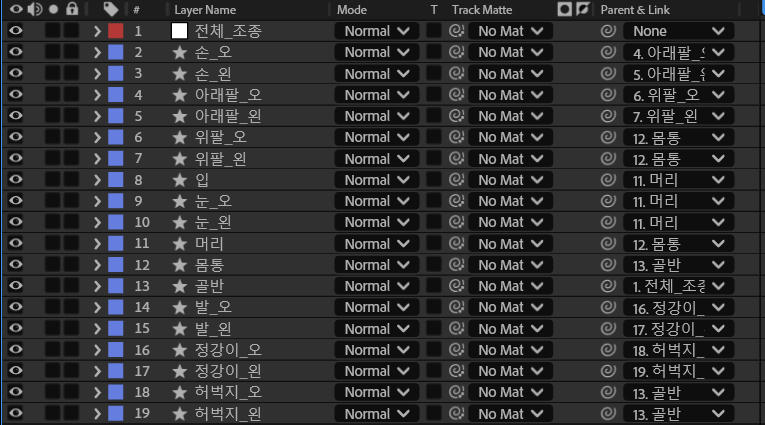 # Layer Name Mode T Track Matte Parent & Link
1 전체_조종 Normal No Mat None
2 손_오 Normal No Mat 4. 아래팔_
3 손_왼 Normal No Mat 5. 아래팔_
4 아래팔_오 Normal No Mat 6. 위팔_오
5 아래팔_왼 Normal No Mat 7. 위팔_왼
6 위팔_오 Normal No Mat 12. 몸통
7 위팔_왼 Normal No Mat 12. 몸통
8 입 Normal No Mat 11. 머리
9 눈_오 Normal No Mat 11. 머리
10 눈_왼 Normal No Mat 11. 머리
11 머리 Normal No Mat 12. 몸통
12 몸통 Normal No Mat 13. 골반
13 골반 Normal No Mat 1. 전체_조종
14 발_오 Normal No Mat 16. 정강이_
15 발_왼 Normal No Mat 17. 정강이_
16 정강이_오 Normal No Mat 18. 허벅지_
17 정강이_왼 Normal No Mat 19. 허벅지_
18 허벅지_오 Normal No Mat 13. 골반
19 허벅지_왼 Normal No Mat 13. 골반